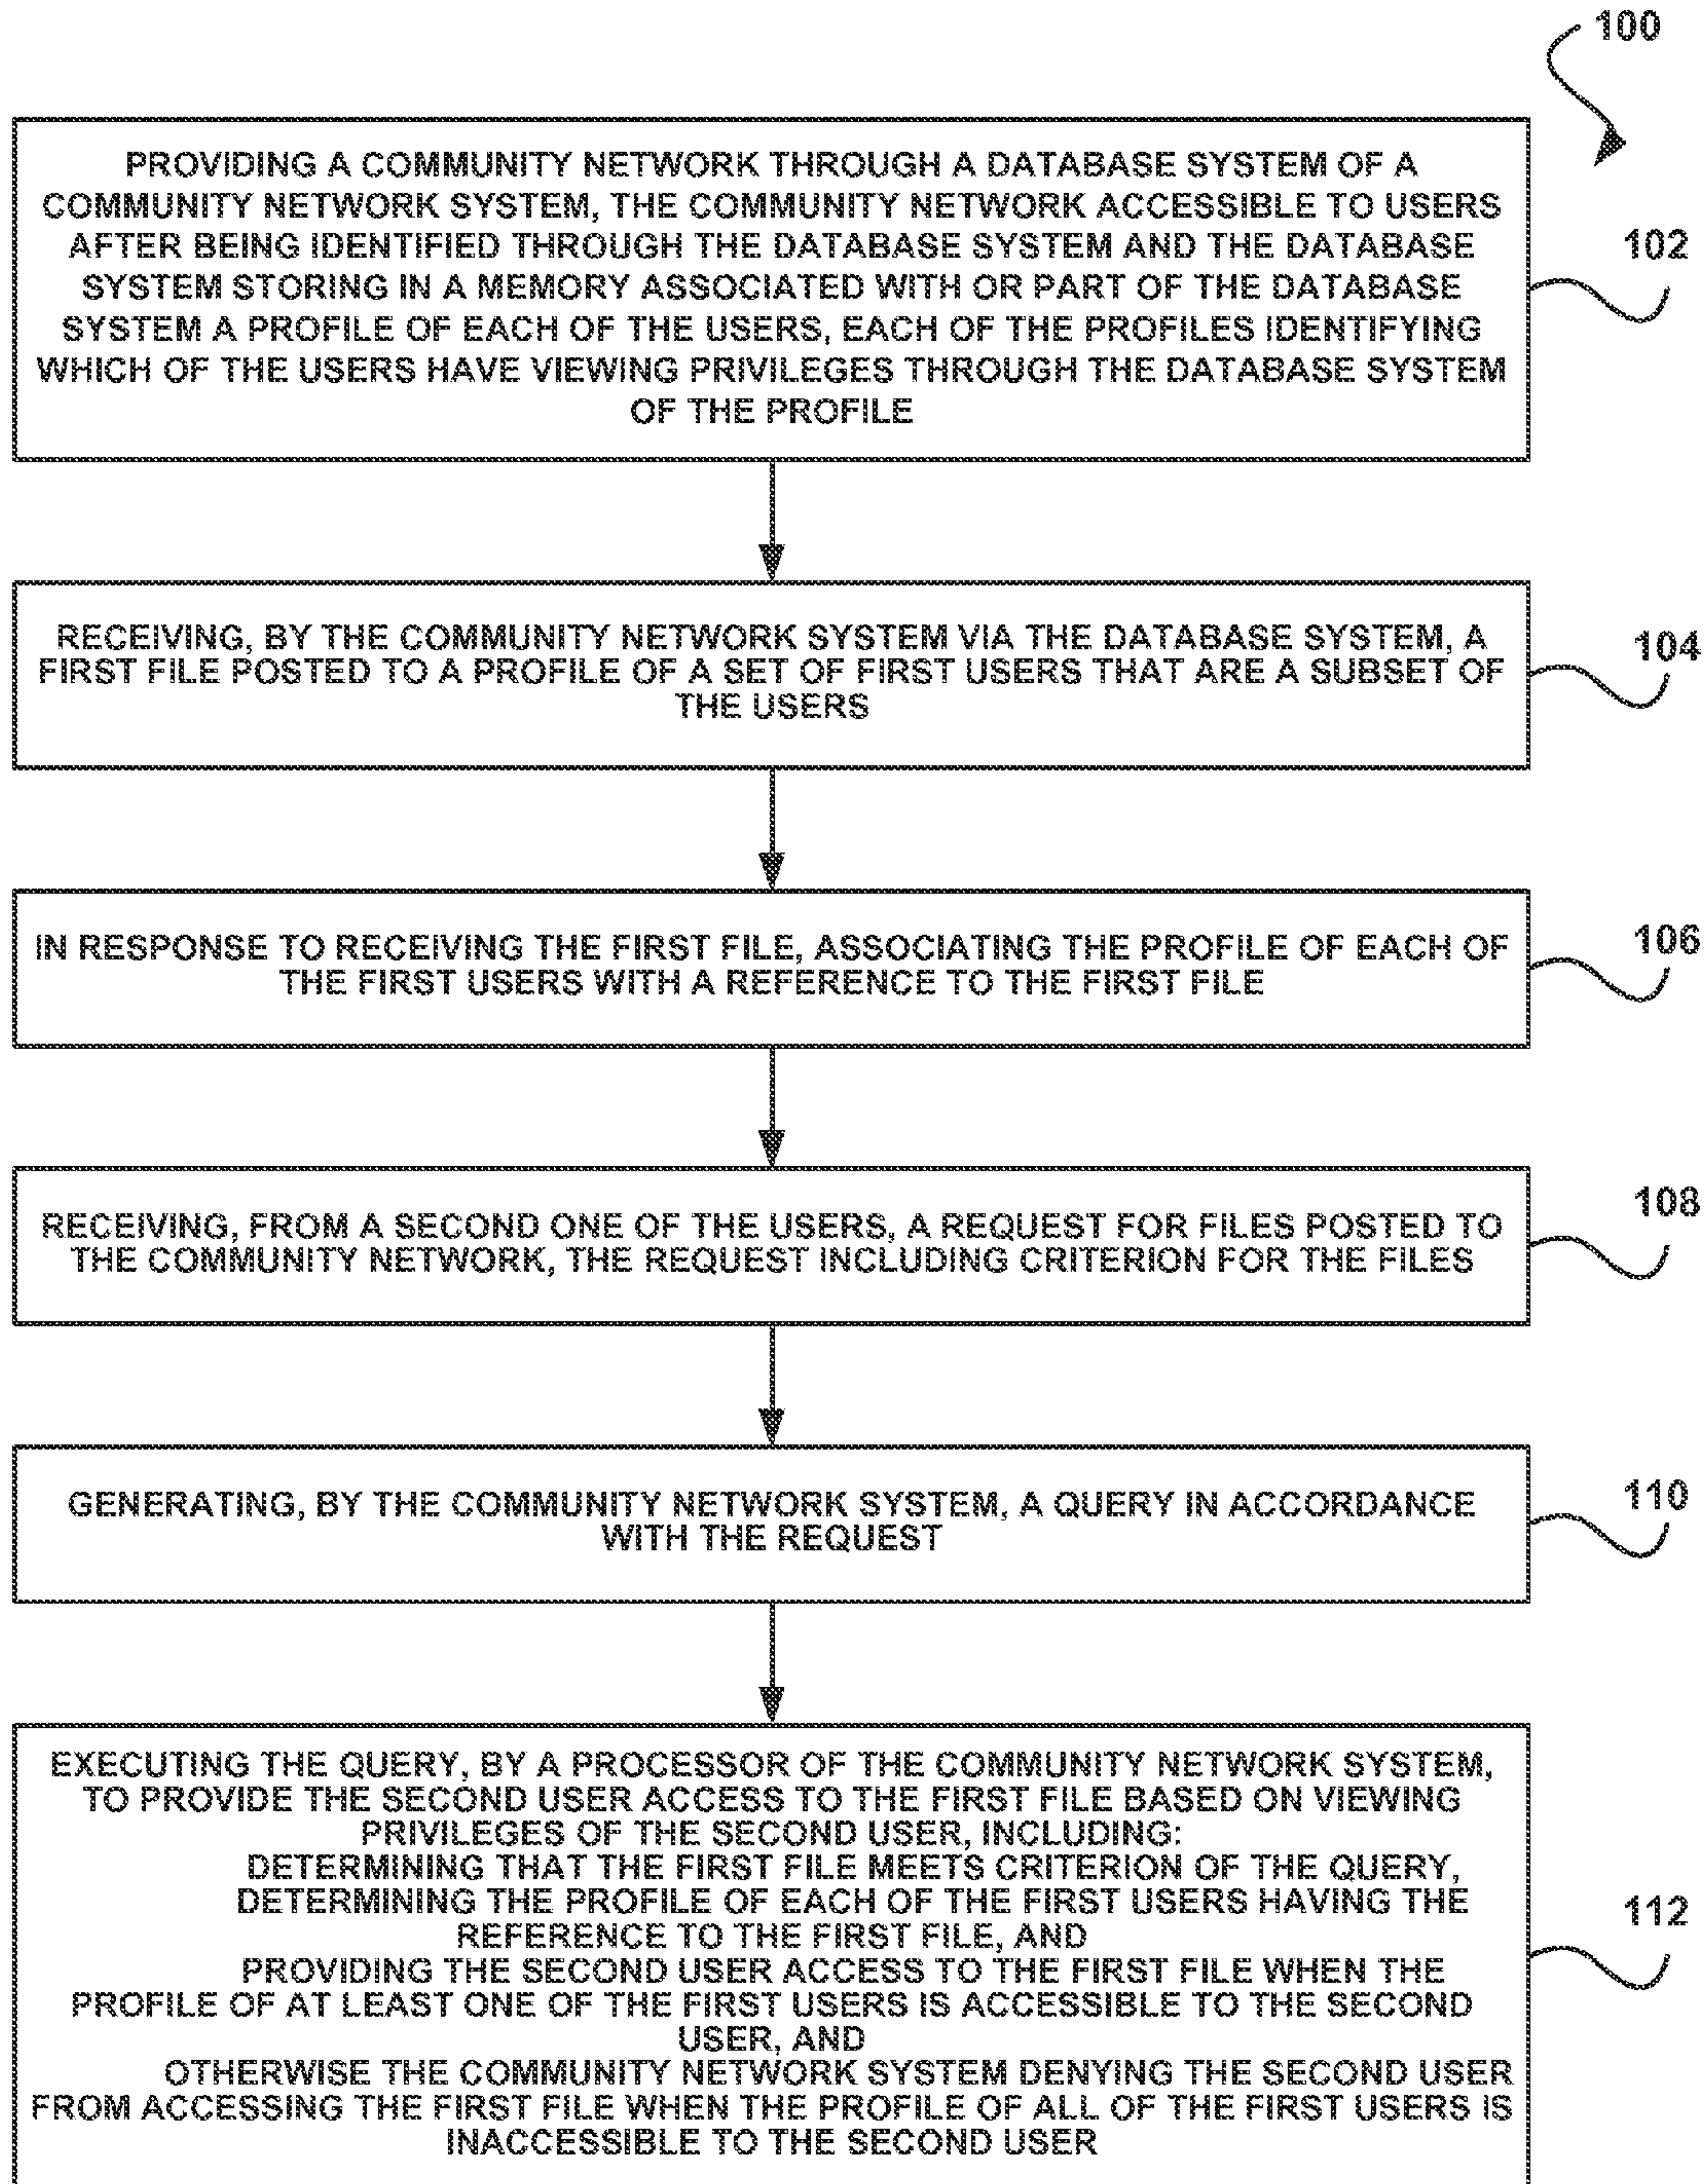 100
PROVIDING A COMMUNITY NETWORK THROUGH A DATABASE SYSTEM OF A
COMMUNITY NETWORK SYSTEM, THE COMMUNITY NETWORK ACCESSIBLE TO USERS
AFTER BEING IDENTIFIED THROUGH THE DATABASE SYSTEM AND THE DATABASE
SYSTEM STORING IN A MEMORY ASSOCIATED WITH OR PART OF THE DATABASE
SYSTEM A PROFILE OF EACH OF THE USERS, EACH OF THE PROFILES IDENTIFYING
WHICH OF THE USERS HAVE VIEWING PRIVILEGES THROUGH THE DATABASE SYSTEM
OF THE PROFILE
102
RECEIVING, BY THE COMMUNITY NETWORK SYSTEM VIA THE DATABASE SYSTEM, A
FIRST FILE POSTED TO A PROFILE OF A SET OF FIRST USERS THAT ARE A SUBSET OF
THE USERS
104
IN RESPONSE TO RECEIVING THE FIRST FILE, ASSOCIATING THE PROFILE OF EACH OF
THE FIRST USERS WITH A REFERENCE TO THE FIRST FILE
106
RECEIVING, FROM A SECOND ONE OF THE USERS, A REQUEST FOR FILES POSTED TO
THE COMMUNITY NETWORK, THE REQUEST INCLUDING CRITERION FOR THE FILES
108
GENERATING, BY THE COMMUNITY NETWORK SYSTEM, A QUERY IN ACCORDANCE
WITH THE REQUEST
110
EXECUTING THE QUERY, BY A PROCESSOR OF THE COMMUNITY NETWORK SYSTEM,
TO PROVIDE THE SECOND USER ACCESS TO THE FIRST FILE BASED ON VIEWING
PRIVILEGES OF THE SECOND USER, INCLUDING:
DETERMINING THAT THE FIRST FILE MEETS CRITERION OF THE QUERY,
DETERMINING THE PROFILE OF EACH OF THE FIRST USERS HAVING THE
REFERENCE TO THE FIRST FILE, AND
PROVIDING THE SECOND USER ACCESS TO THE FIRST FILE WHEN THE
PROFILE OF AT LEAST ONE OF THE FIRST USERS IS ACCESSIBLE TO THE SECOND
USER, AND
OTHERWISE THE COMMUNITY NETWORK SYSTEM DENYING THE SECOND USER
FROM ACCESSING THE FIRST FILE WHEN THE PROFILE OF ALL OF THE FIRST USERS IS
INACCESSIBLE TO THE SECOND USER
112